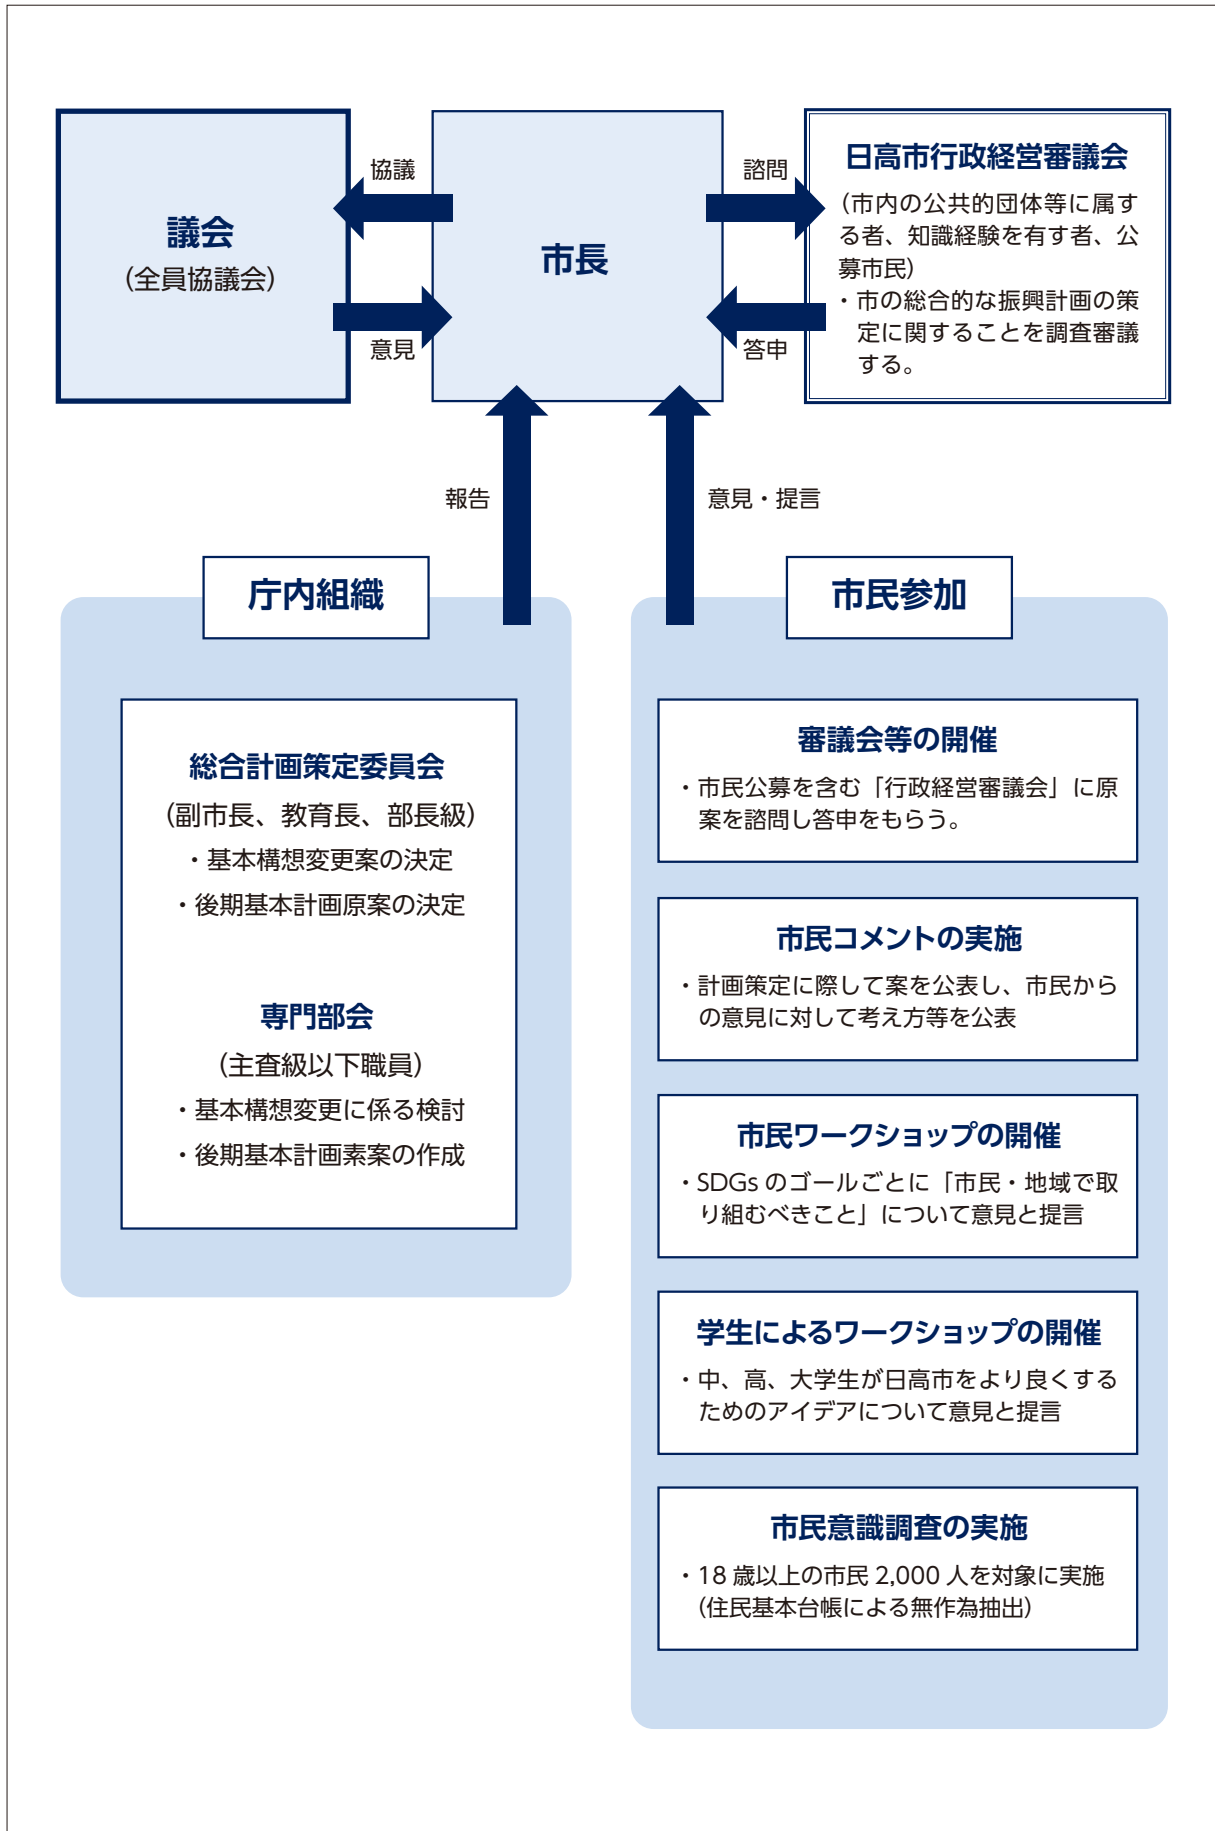 議会
（全員協議会）
協議
意見
市長
諮問
答申
日高市行政経営審議会
（市内の公共的団体等に属す
る者、知識経験を有す者、公
募市民）
・市の総合的な振興計画の策
定に関することを調査審議
する。
報告
意見・提言
庁内組織
総合計画策定委員会
（副市長、教育長、部長級）
・基本構想変更案の決定
・後期基本計画原案の決定
専門部会
（主査級以下職員）
・基本構想変更に係る検討
・後期基本計画素案の作成
市民参加
審議会等の開催
・市民公募を含む「行政経営審議会」に原
案を諮問し答申をもらう。
市民コメントの実施
・計画策定に際して案を公表し、市民から
の意見に対して考え方等を公表
市民ワークショップの開催
・SDGs のゴールごとに「市民・地域で取
り組むべきこと」について意見と提言
学生によるワークショップの開催
・中、高、大学生が日高市をより良くする
ためのアイデアについて意見と提言
市民意識調査の実施
・18 歳以上の市民 2,000 人を対象に実施
（住民基本台帳による無作為抽出）